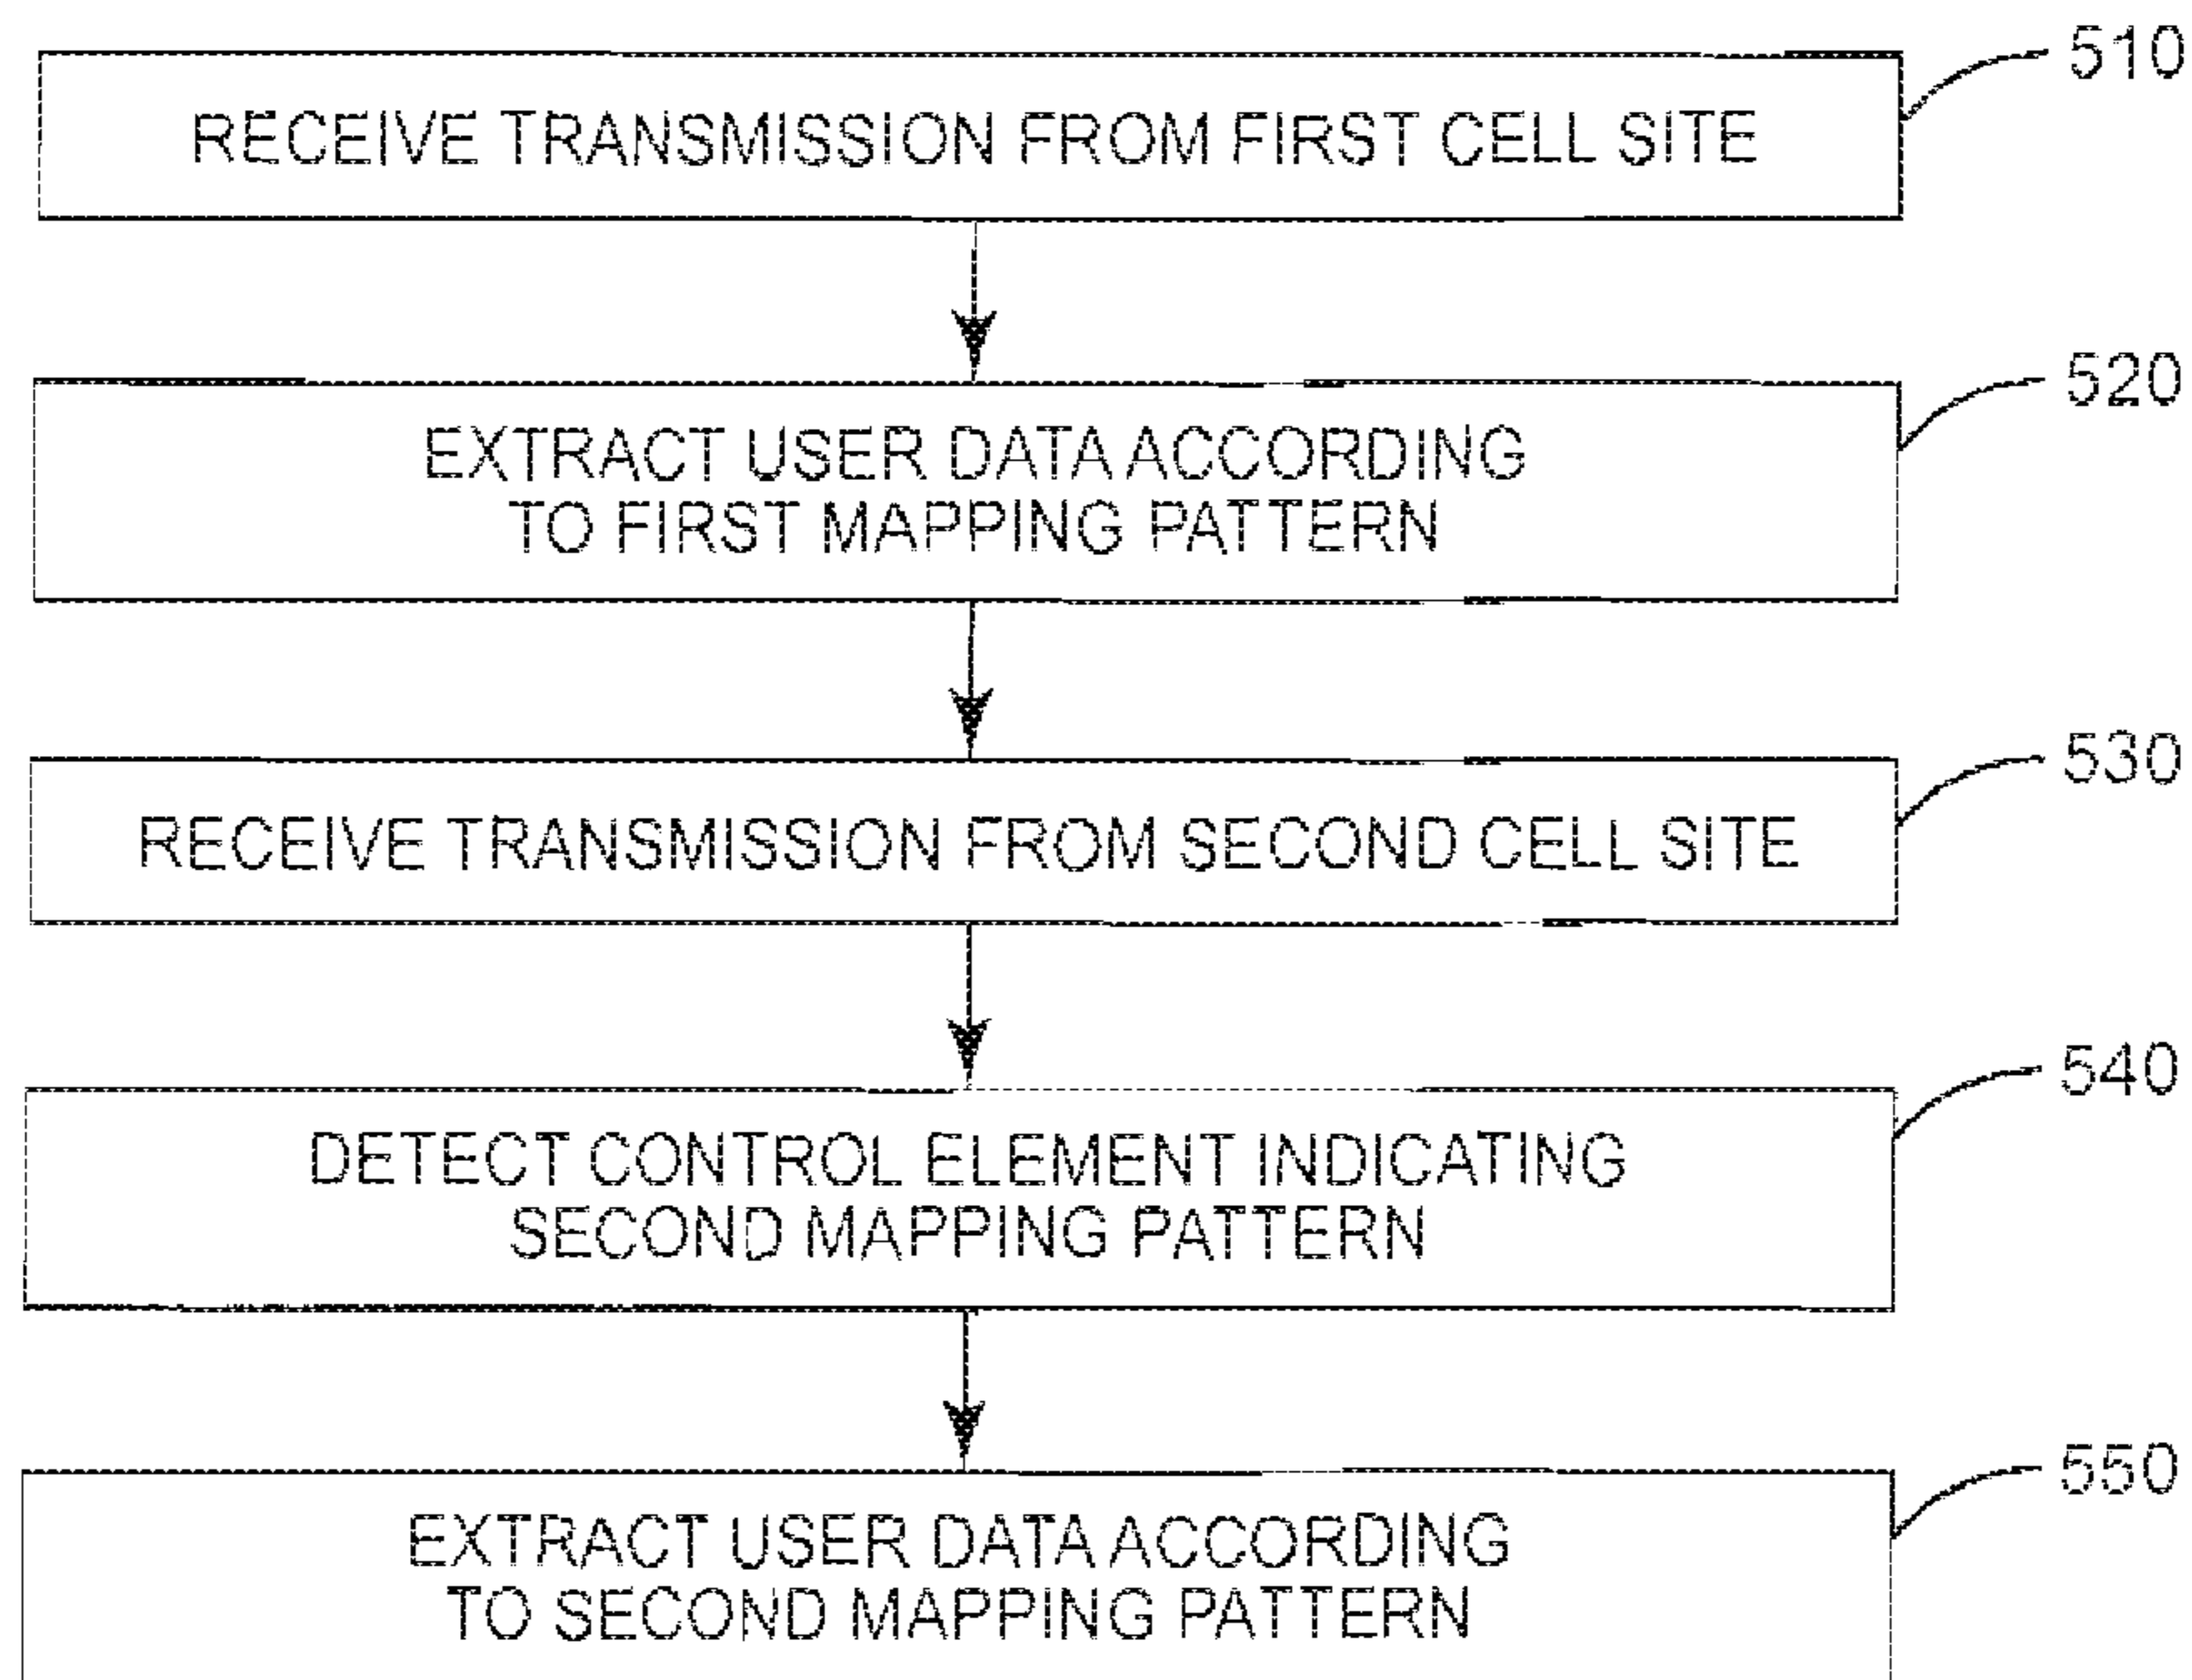 510
RECEIVE TRANSMISSION FROM FIRST CELL SITE
520
EXTRACT USER DATA ACCORDING
TO FIRST MAPPING PATTERN
530
RECEIVE TRANSMISSION FROM SECOND CELL SITE
540
DETECT CONTROL ELEMENT INDICATING
SECOND MAPPING PATTERN
550
EXTRACT USER DATA ACCORDING
TO SECOND MAPPING PATTERN